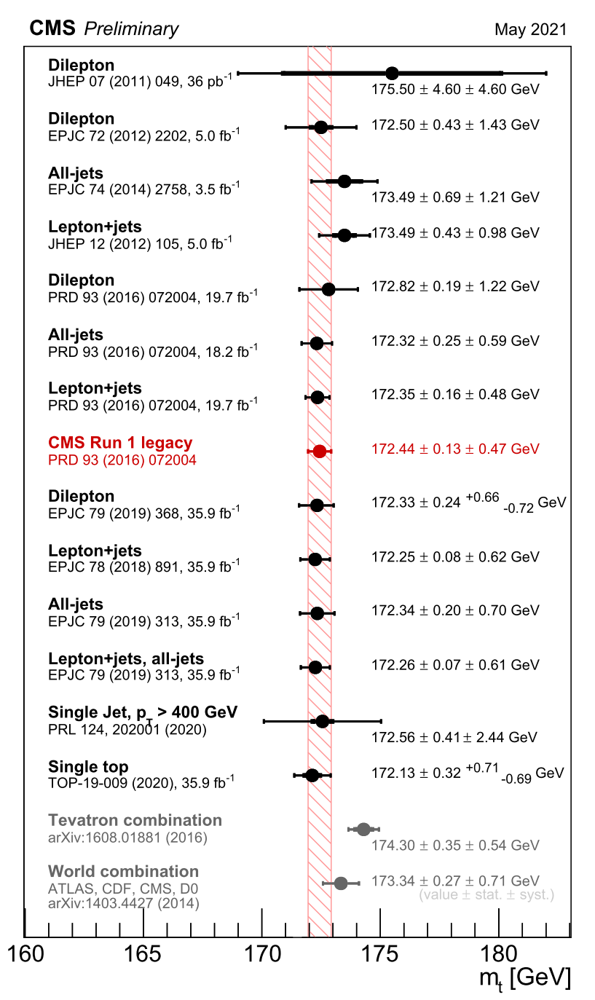 CMS Preliminary May 2021
Dilepton
JHEP 07 (2011) 049, 36 pb-1
175.50 ± 4.60 ± 4.60 GeV
Dilepton
EPJC 72 (2012) 2202, 5.0 fb-1
172.50 ± 0.43 ± 1.43 GeV
All-jets
EPJC 74 (2014) 2758, 3.5 fb-1
173.49 ± 0.69 ± 1.21 GeV
Lepton+jets
JHEP 12 (2012) 105, 5.0 fb-1
173.49 ± 0.43 ± 0.98 GeV
Dilepton
PRD 93 (2016) 072004, 19.7 fb-1
172.82 ± 0.19 ± 1.22 GeV
All-jets
PRD 93 (2016) 072004, 18.2 fb-1
172.32 ± 0.25 ± 0.59 GeV
Lepton+jets
PRD 93 (2016) 072004, 19.7 fb-1
172.35 ± 0.16 ± 0.48 GeV
CMS Run 1 legacy
PRD 93 (2016) 072004
172.44 ± 0.13 ± 0.47 GeV
Dilepton
EPJC 79 (2019) 368, 35.9 fb-1
172.33 ± 0.24 +0.66 -0.72 GeV
Lepton+jets
EPJC 78 (2018) 891, 35.9 fb-1
172.25 ± 0.08 ± 0.62 GeV
All-jets
EPJC 79 (2019) 313, 35.9 fb-1
172.34 ± 0.20 ± 0.70 GeV
Lepton+jets, all-jets
EPJC 79 (2019) 313, 35.9 fb-1
172.26 ± 0.07 ± 0.61 GeV
Single Jet, pT > 400 GeV
PRL 124, 202001 (2020)
172.56 ± 0.41 ± 2.44 GeV
Single top
TOP-19-009 (2020), 35.9 fb-1
172.13 ± 0.32 +0.71 -0.69 GeV
Tevatron combination
arXiv:1608.01881 (2016)
174.30 ± 0.35 ± 0.54 GeV
World combination
ATLAS, CDF, CMS, D0
arXiv:1403.4427 (2014)
173.34 ± 0.27 ± 0.71 GeV
(value ± stat. ± syst.)
160 165 170 175 180
mt [GeV]